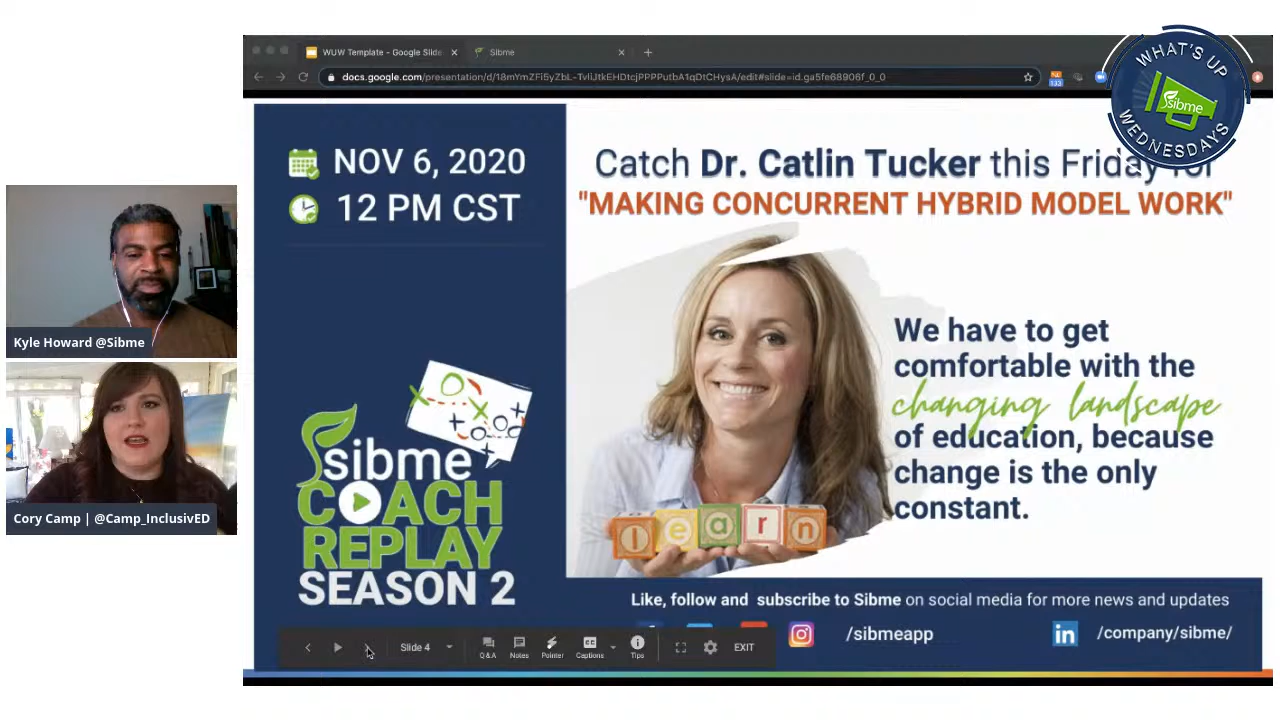 WUW Template - Google Slide
Sibme
docs.google.com/presentation/d/18mYmZFi5yZbL-TvliJtkEHDtcjPPPPutbA1qDtCHysA/edit#slide=id.ga5fe68906f_0_0
133
WHAT'S UP
sibme
WEDNESDAYS
NOV 6, 2020
12 PM CST
Catch Dr. Catlin Tucker this Friday for
"MAKING CONCURRENT HYBRID MODEL WORK"
We have to get
comfortable with the
changing landscape
of education, because
change is the only
constant.
learn
sibme
COACH
REPLAY
SEASON 2
Kyle Howard @Sibme
Cory Camp | @Camp_InclusivED
Like, follow and subscribe to Sibme on social media for more news and updates
/sibmeapp
/company/sibme/
Slide 4
Q & A
Notes
Pointer
Captions
Tips
EXIT